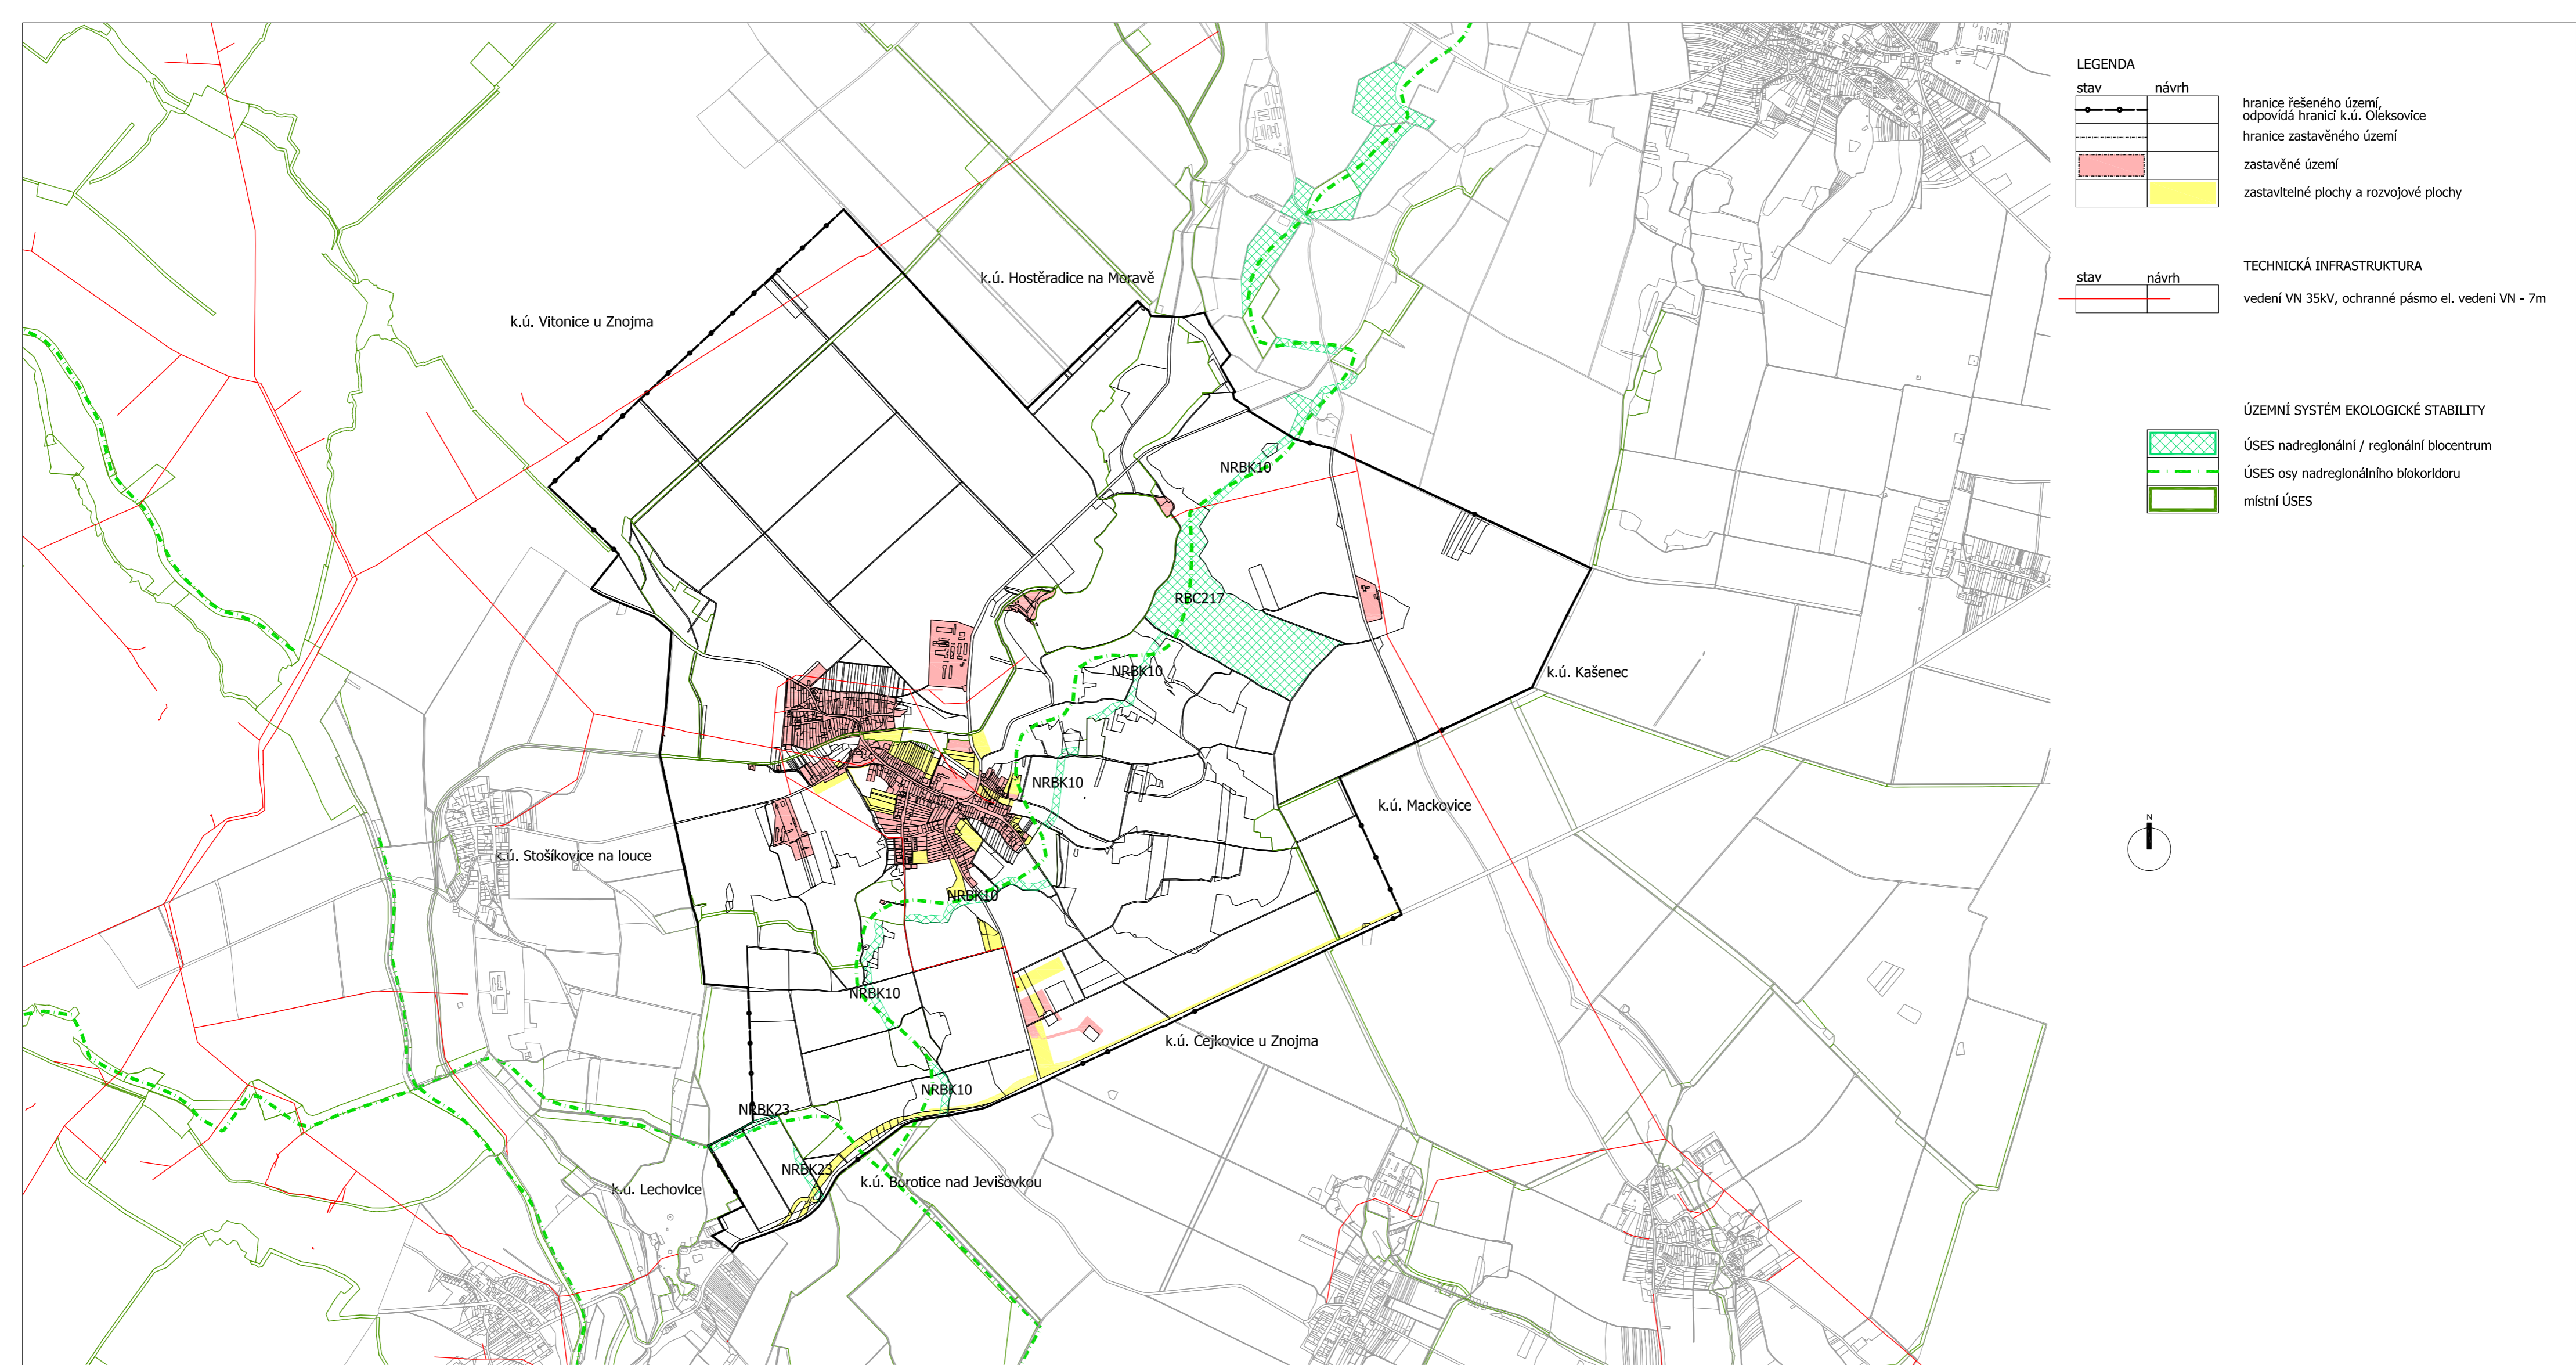 k.ú. Hostěradice na Moravě
k.ú. Vitonice u Znojma
NRBK10
RBC217
NRBK10
k.ú. Kašenec
NRBK10
k.ú. Mackovice
k.ú. Stošíkovice na louce
NRBK10
NRBK10
k.ú. Čejkovice u Znojma
NRBK10
NRBK23
NRBK23
k.ú. Borotice nad Jevišovkou
k.ú. Lechovice
LEGENDA
stav návrh
hranice řešeného území,
odpovídá hranici k.ú. Oleksovice
hranice zastavěného území
zastavěné území
zastavitelné plochy a rozvojové plochy
TECHNICKÁ INFRASTRUKTURA
stav návrh
vedení VN 35kV, ochranné pásmo el. vedeni VN - 7m
ÚZEMNÍ SYSTÉM EKOLOGICKÉ STABILITY
ÚSES nadregionální / regionální biocentrum
ÚSES osy nadregionálního biokoridoru
místní ÚSES
N